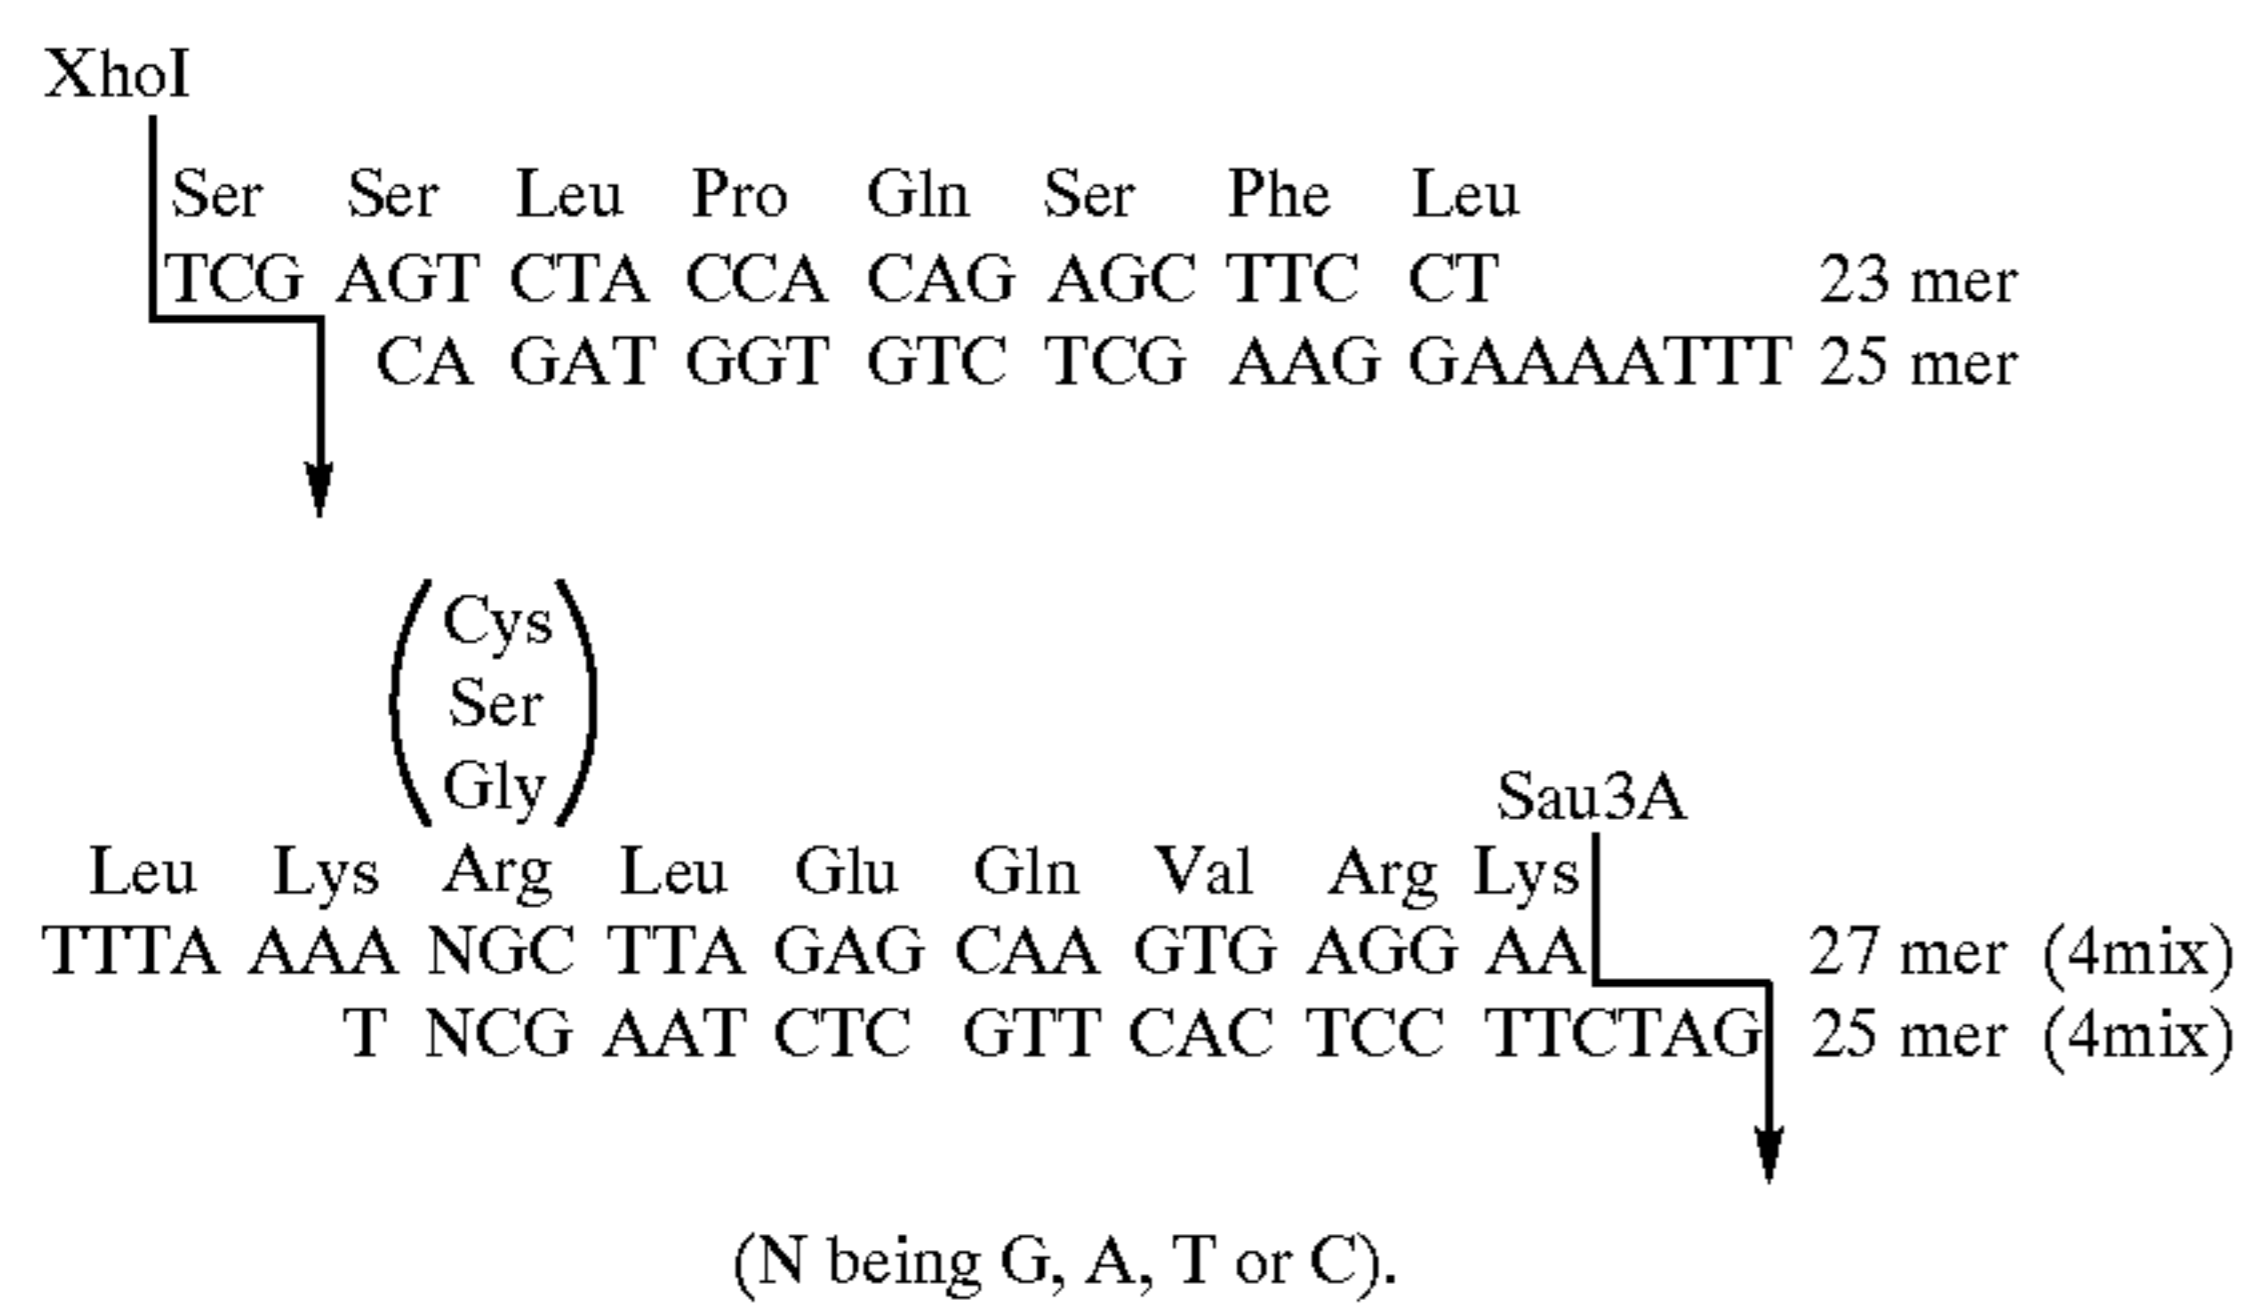 XhoI
Ser Ser Leu Pro Gln Ser Phe Leu
TCG AGT CTA CCA CAG AGC TTC CT 23 mer
CA GAT GGT GTC TCG AAG GAAAATTT 25 mer
Cys
Ser
Gly
Sau3A
Leu Lys Arg Leu Glu Gln Val Arg Lys
TTTA AAA NGC TTA GAG CAA GTG AGG AA 27 mer (4mix)
T NCG AAT CTC GTT CAC TCC TTCTAG 25 mer (4mix)
(N being G, A, T or C).